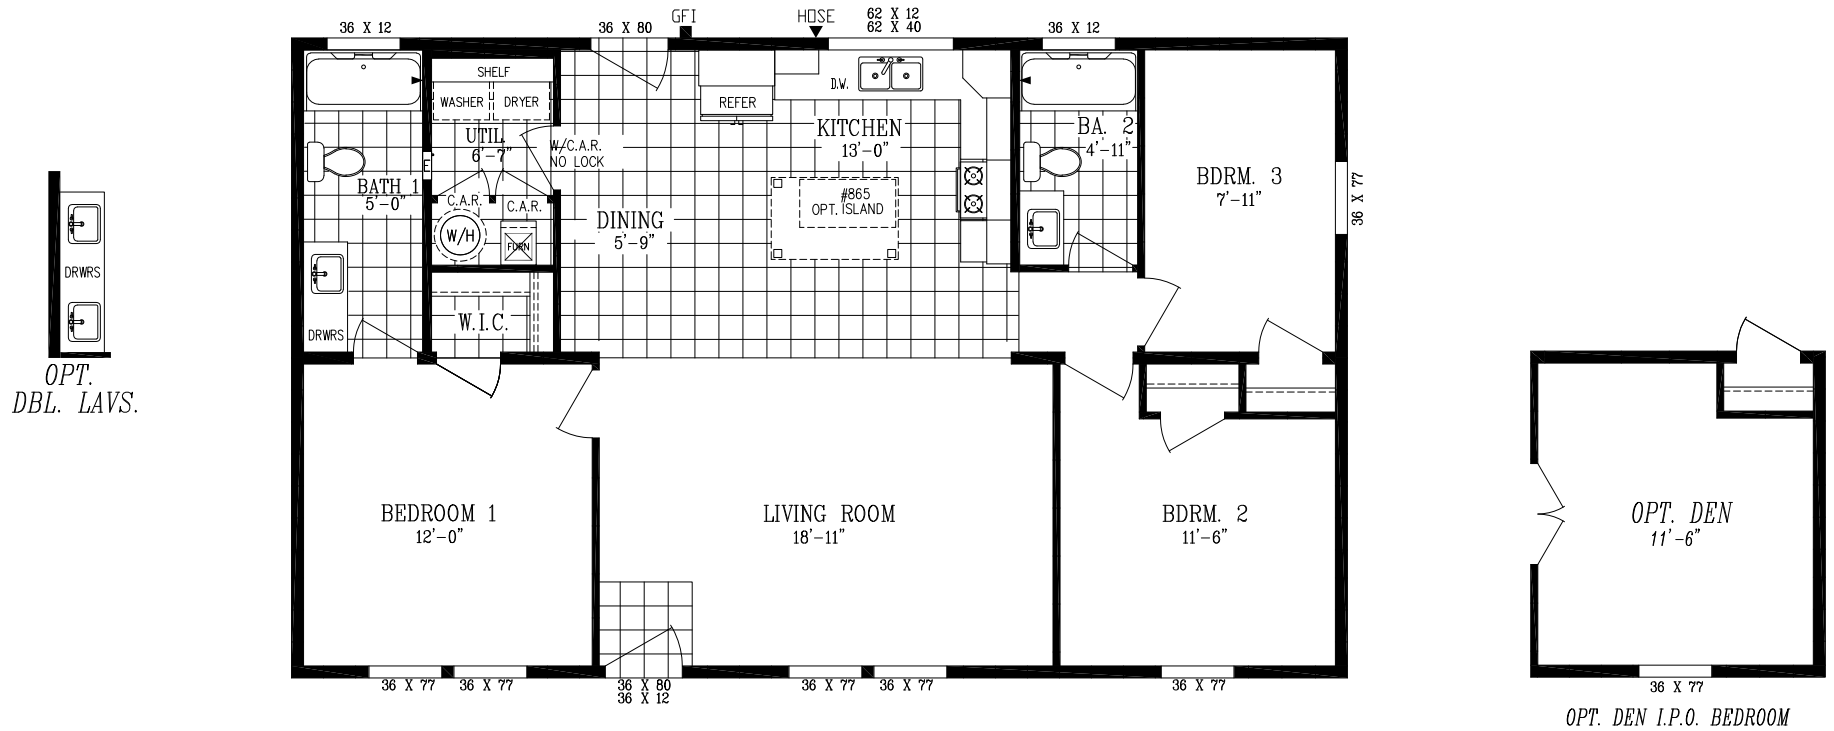 36 X 12
36 X 80
GFI
HOSE
62 X 12
62 X 40
36 X 12
SHELF
WASHER
DRYER
UTIL.
6'-7"
W/C.A.R.
NO LOCK
REFER
D.W.
KITCHEN
13'-0"
#865
OPT. ISLAND
BA. 2
4'-11"
BDRM. 3
7'-11"
36 X 77
E
BATH 1
5'-0"
C.A.R.
C.A.R.
W/H
FURN
DINING
5'-9"
DRWRS
W.I.C.
DRWRS
OPT.
DBL. LAVS.
BEDROOM 1
12'-0"
LIVING ROOM
18'-11"
BDRM. 2
11'-6"
OPT. DEN
11'-6"
36 X 77
36 X 77
36 X 80
36 X 12
36 X 77
36 X 77
36 X 77
36 X 77
OPT. DEN I.P.O. BEDROOM